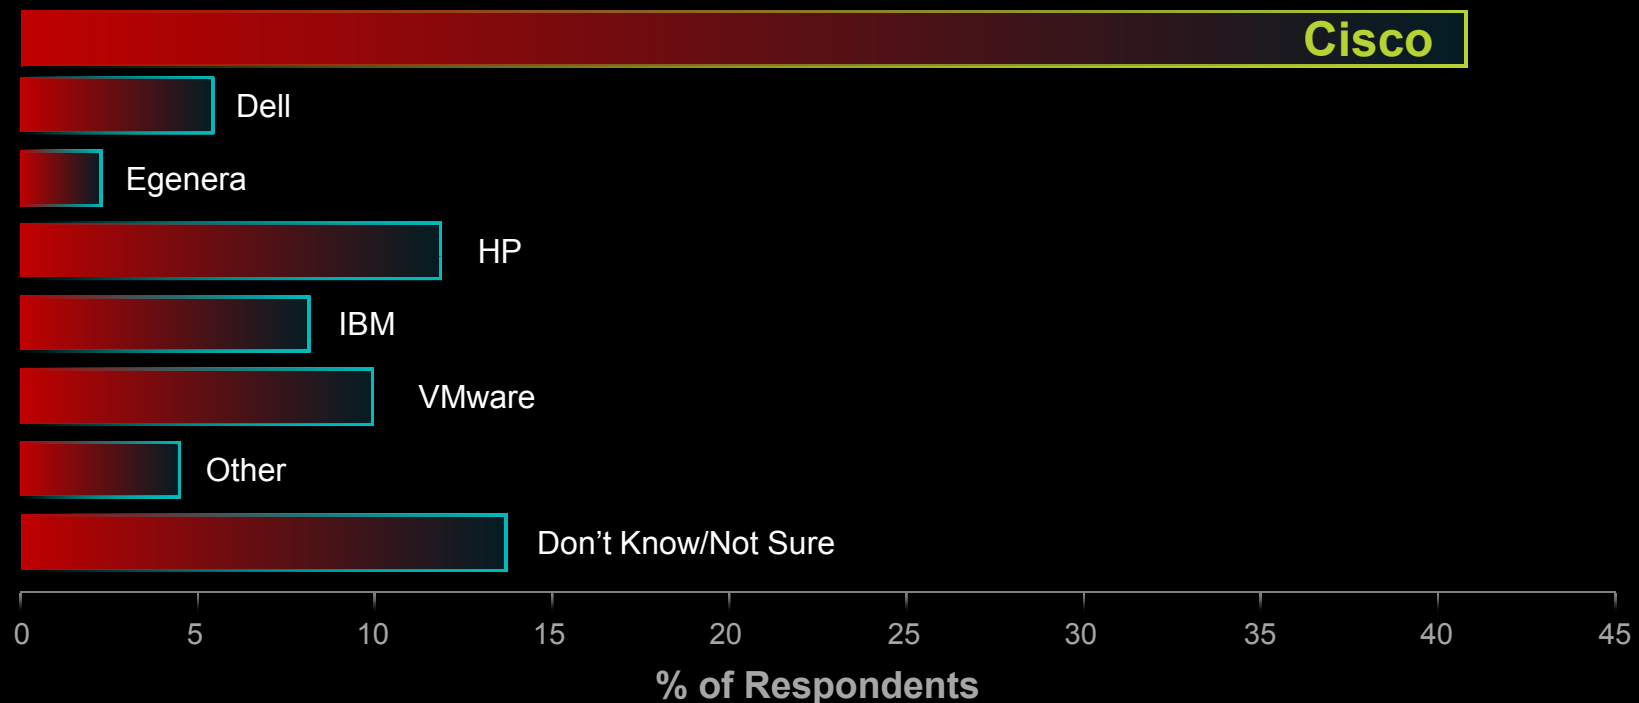 Cisco
Dell
Egenera
HP
IBM
VMware
Other
Don’t Know/Not Sure
0 5 10 15 20 25 30 35 40 45
% of Respondents